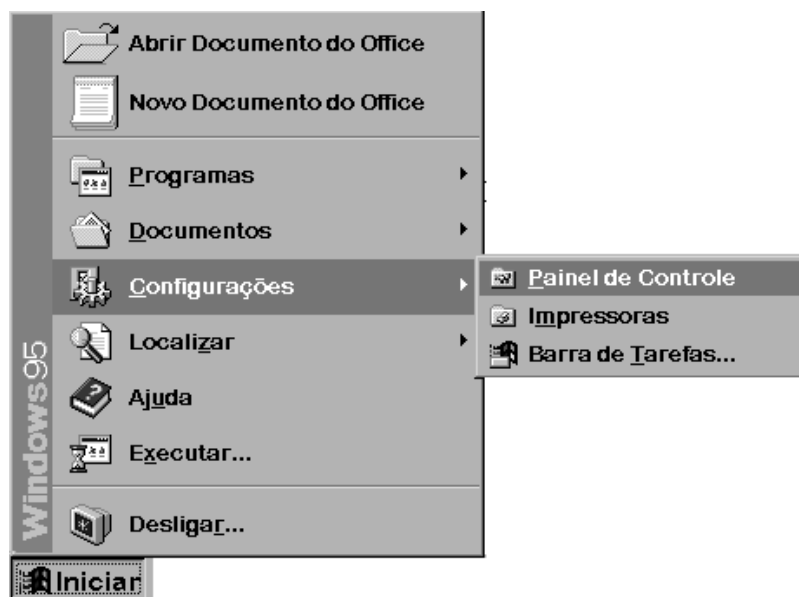 Abrir Documento do Office
Novo Documento do Office
Programas
Documentos
Configurações
Painel de Controle
Impressoras
Barra de Tarefas...
Localizar
Ajuda
Executar...
Desligar...
Windows95
Iniciar